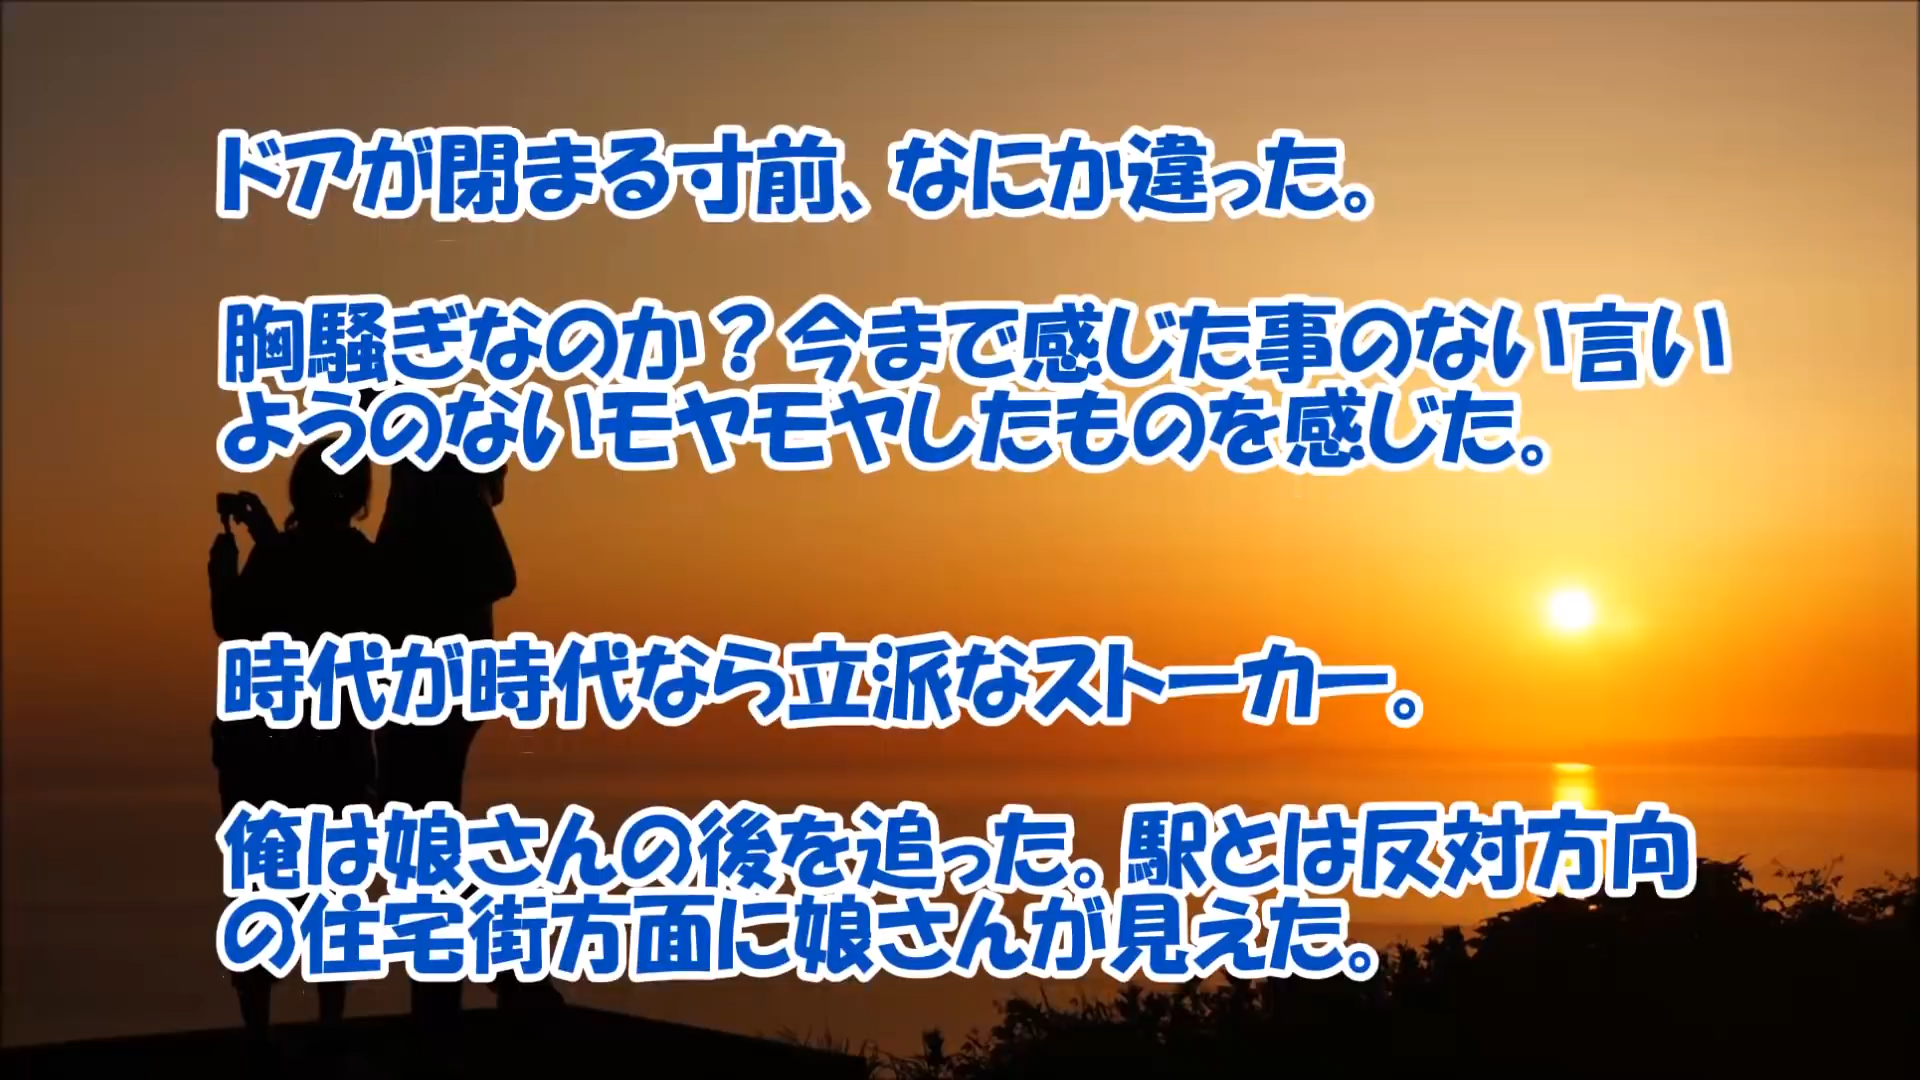 ドアが閉まる寸前、なにか違った。
胸騒ぎなのか？今まで感じた事のない言い
ようのないモヤモヤしたものを感じた。
時代が時代なら立派なストーカー。
俺は娘さんの後を追った。駅とは反対方向
の住宅街方面に娘さんが見えた。